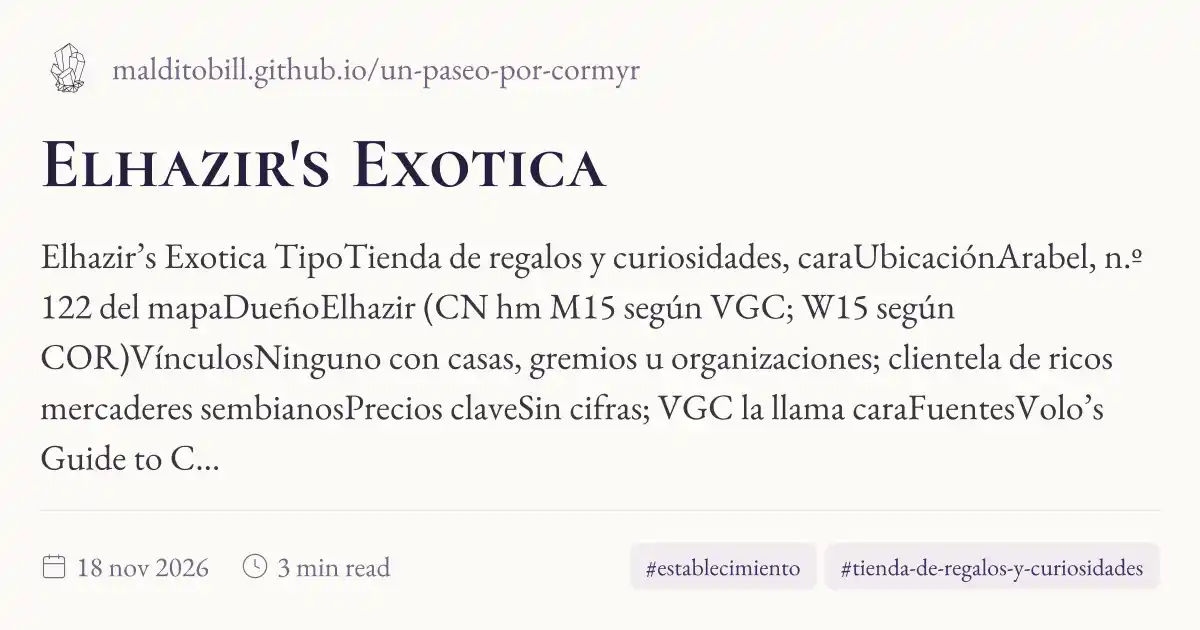 malditobill.github.io/un-paseo-por-cormyr
Elhazir's Exotica
Elhazir’s Exotica TipoTienda de regalos y curiosidades, caraUbicaciónArabel, n.º
122 del mapaDueñoElhazir (CN hm M15 según VGC; W15 según
COR)VínculosNinguno con casas, gremios u organizaciones; clientela de ricos
mercaderes sembianosPrecios claveSin cifras; VGC la llama caraFuentesVolo’s
Guide to C...
18 nov 2026
3 min read
#establecimiento
#tienda-de-regalos-y-curiosidades